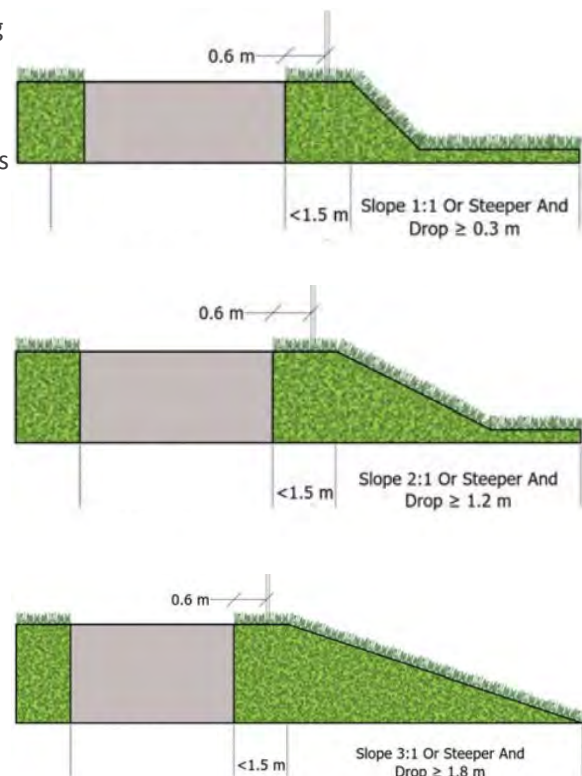 g
0.6 m
s
<1.5 m
Slope 1:1 Or Steeper And
Drop ≥ 0.3 m
0.6 m
<1.5 m
Slope 2:1 Or Steeper And
Drop ≥ 1.2 m
0.6 m
<1.5 m
Slope 3:1 Or Steeper And
Drop ≥ 1.8 m